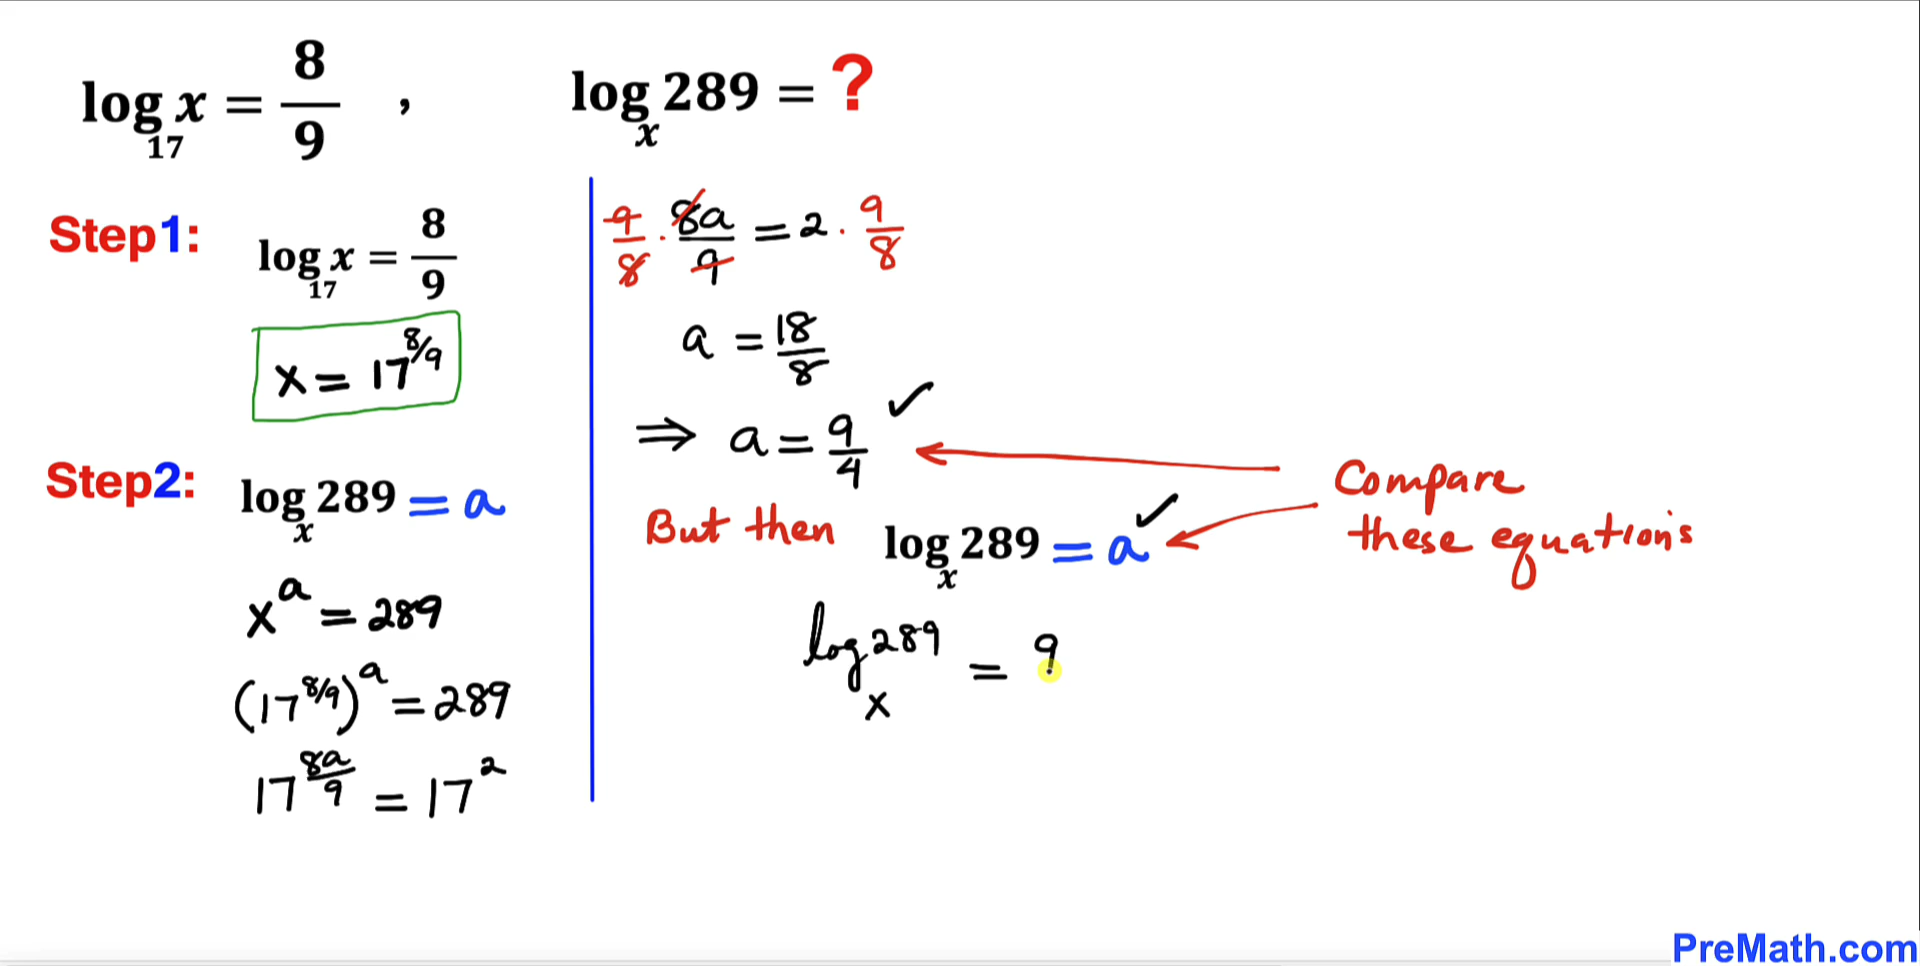 log₁₇ x = 8/9 , logₓ 289 = ?
Step1:
log₁₇ x = 8/9
x = 17^(8/9)
Step2:
logₓ 289 = a
x^a = 289
(17^(8/9))^a = 289
17^(8a/9) = 17^2
9/8 · 8a/9 = 2 · 9/8
a = 18/8
⇒ a = 9/4 ✓
But then logₓ 289 = a ✓
Compare
these equation's
logₓ 289 = 9
PreMath.com